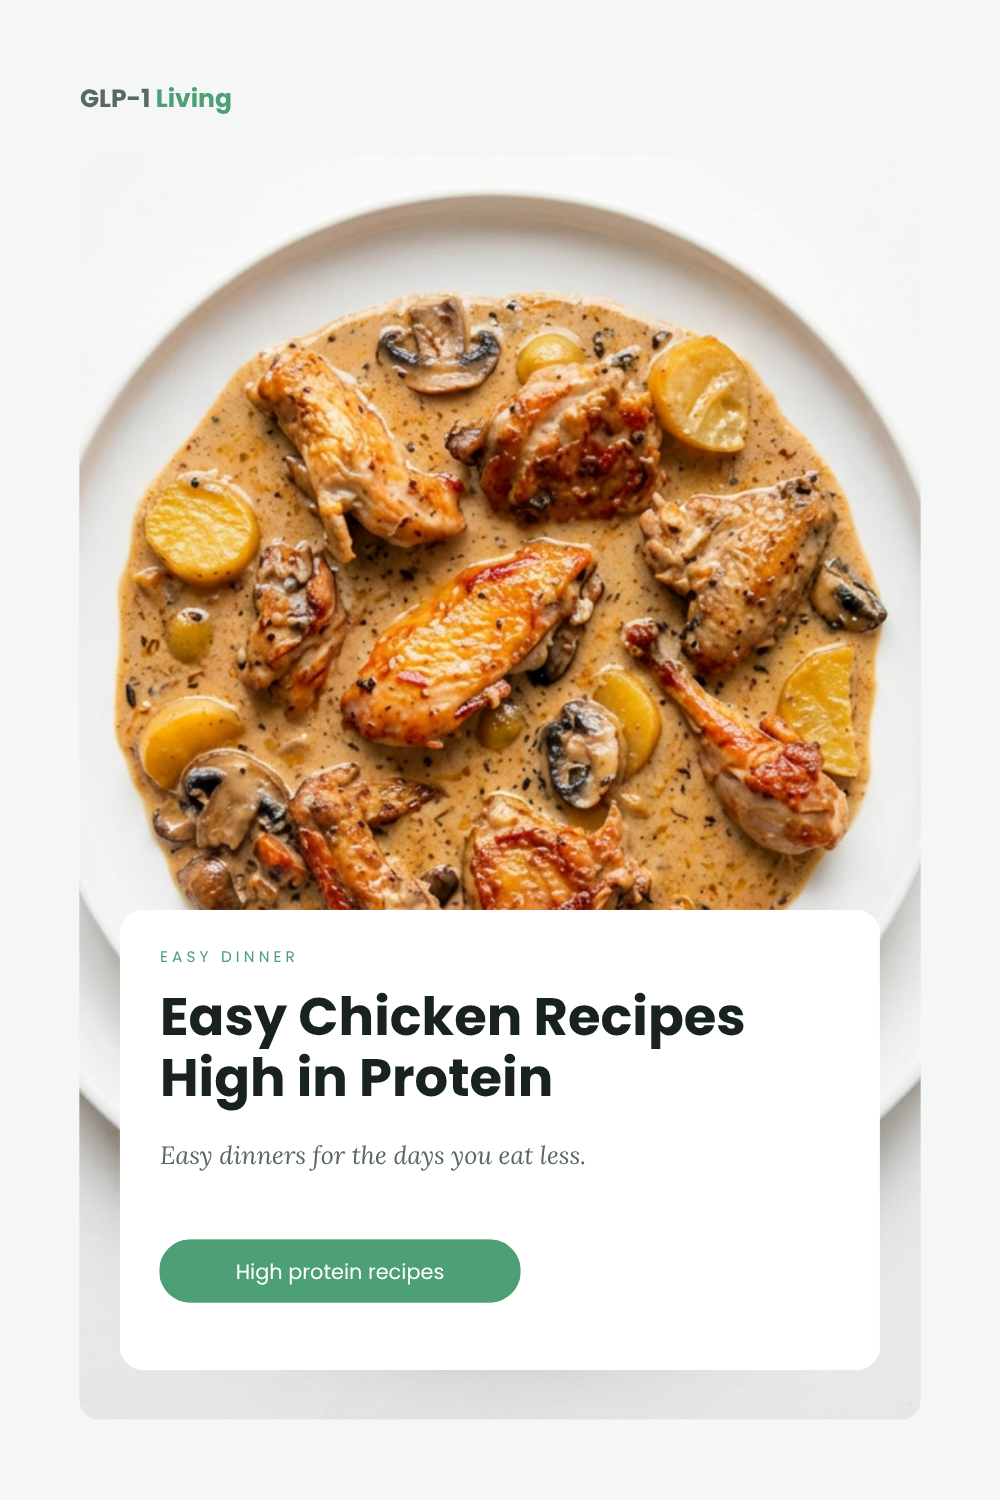 GLP-1 Living
EASY DINNER
Easy Chicken Recipes
High in Protein
Easy dinners for the days you eat less.
High protein recipes